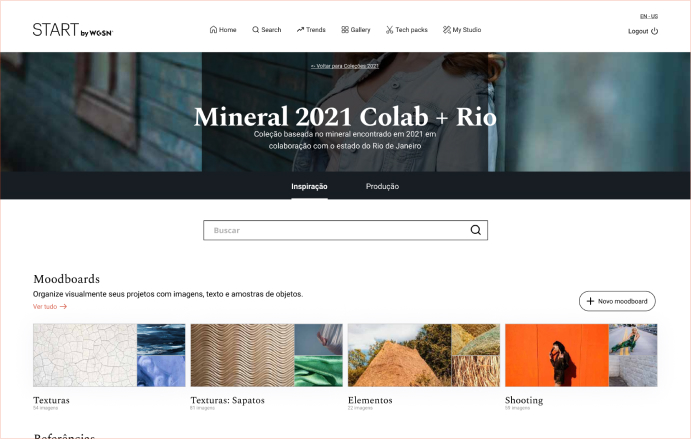 EN - US
START by WGSN
Home
Search
Trends
Gallery
Tech packs
My Studio
Logout
<- Voltar para Coleções 2021
Mineral 2021 Colab + Rio
Coleção baseada no mineral encontrado em 2021 em
colaboração com o estado do Rio de Janeiro
Inspiração
Produção
Buscar
Moodboards
Organize visualmente seus projetos com imagens, texto e amostras de objetos.
Ver tudo →
+ Novo moodboard
Texturas
54 imagens
Texturas: Sapatos
81 imagens
Elementos
22 imagens
Shooting
55 imagens
Referências